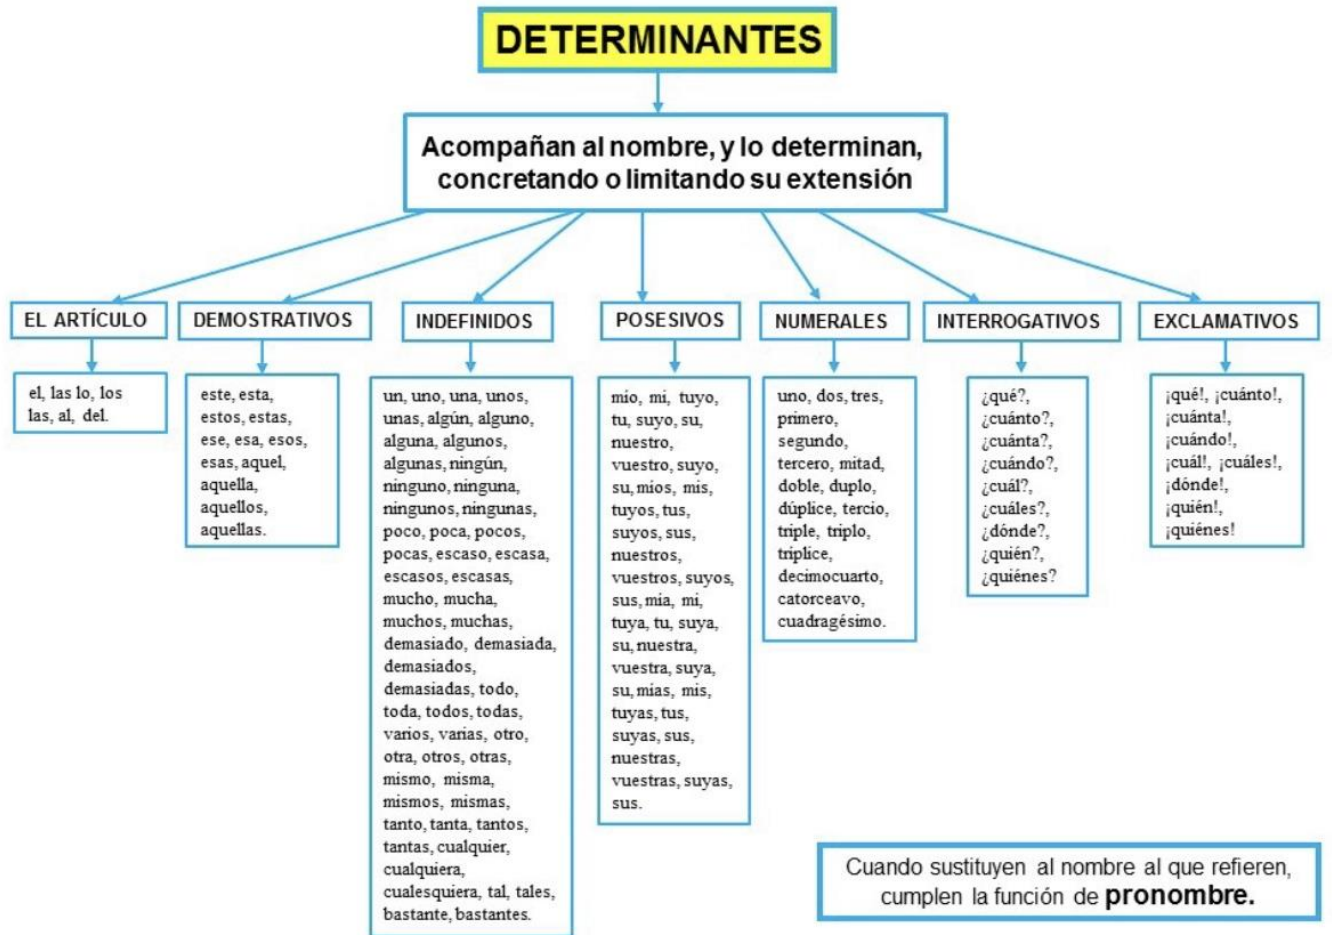 DETERMINANTES
Acompañan al nombre, y lo determinan,
concretando o limitando su extensión
EL ARTÍCULO
el, las lo, los
las, al, del.
DEMOSTRATIVOS
este, esta,
estos, estas,
ese, esa, esos,
esas, aquel,
aquella,
aquellos,
aquellas.
INDEFINIDOS
un, uno, una, unos,
unas, algún, alguno,
alguna, algunos,
algunas, ningún,
ninguno, ninguna,
ningunos, ningunas,
poco, poca, pocos,
pocas, escaso, escasa,
escasos, escasas,
mucho, mucha,
muchos, muchas,
demasiado, demasiada,
demasiados,
demasiadas, todo,
toda, todos, todas,
varios, varias, otro,
otra, otros, otras,
mismo, misma,
mismos, mismas,
tanto, tanta, tantos,
tantas, cualquier,
cualquiera,
cualesquiera, tal, tales,
bastante, bastantes.
POSESIVOS
mío, mi, tuyo,
tu, suyo, su,
nuestro,
vuestro, suyo,
su, míos, mis,
tuyos, tus,
suyos, sus,
nuestros,
vuestros, suyos,
sus, mía, mi,
tuya, tu, suya,
su, nuestra,
vuestra, suya,
su, mías, mis,
tuyas, tus,
suyas, sus,
nuestras,
vuestras, suyas,
sus.
NUMERALES
uno, dos, tres,
primero,
segundo,
tercero, mitad,
doble, duplo,
dúplice, tercio,
triple, triplo,
tríplice,
decimocuarto,
catorceavo,
cuadragésimo.
INTERROGATIVOS
¿qué?,
¿cuánto?,
¿cuánta?,
¿cuándo?,
¿cuál?,
¿cuáles?,
¿dónde?,
¿quién?,
¿quiénes?
EXCLAMATIVOS
¡qué!, ¡cuánto!,
¡cuánta!,
¡cuándo!,
¡cuál!, ¡cuáles!,
¡dónde!,
¡quién!,
¡quiénes!
Cuando sustituyen al nombre al que refieren,
cumplen la función de pronombre.